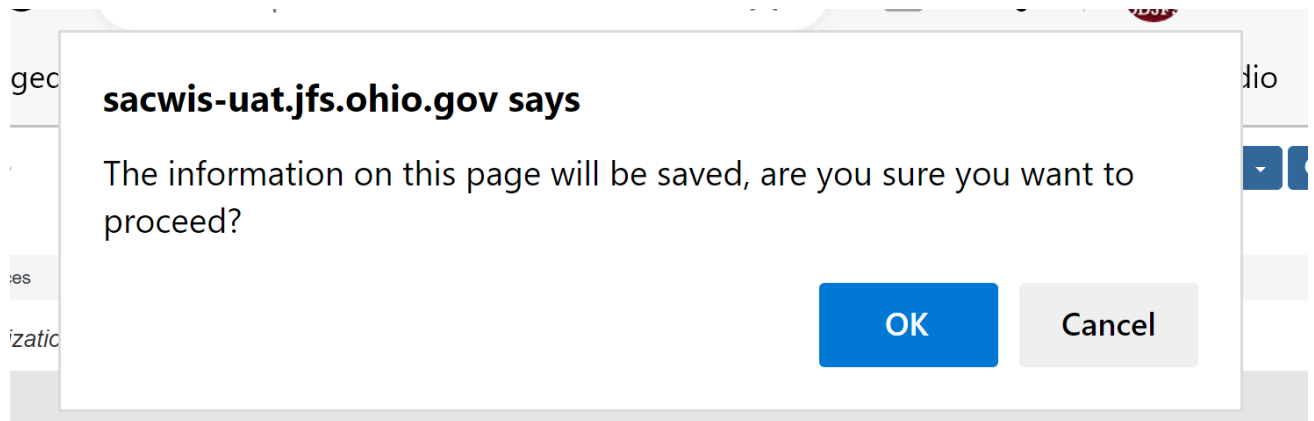 sacwis-uat.jfs.ohio.gov says
The information on this page will be saved, are you sure you want to
proceed?
OK Cancel